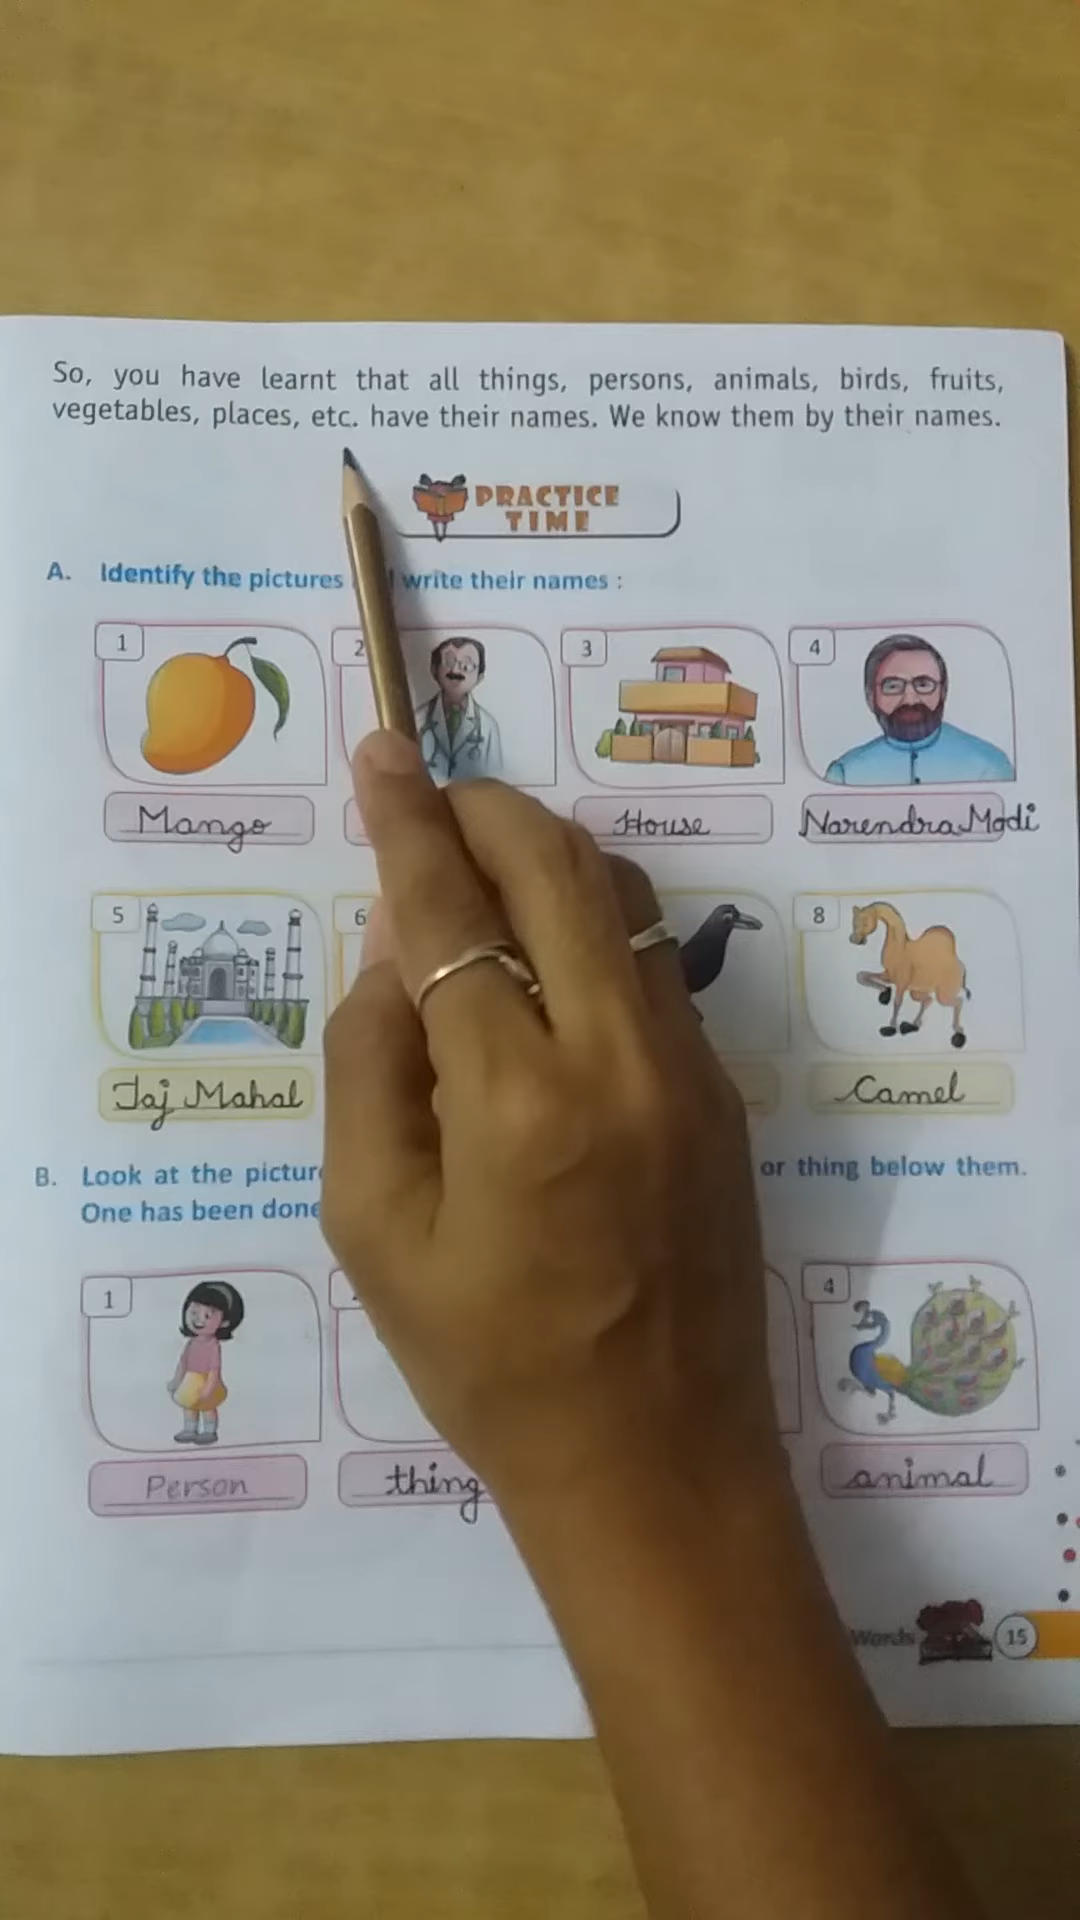 So, you have learnt that all things, persons, animals, birds, fruits,
vegetables, places, etc. have their names. We know them by their names.
PRACTICE
TIME
A. Identify the pictures write their names :
1 2 3 4
Mango House Narendra Modi
5 6 8
Taj Mahal Camel
B. Look at the or thing below them.
One has been done
1 4
Person thing animal
Words 15